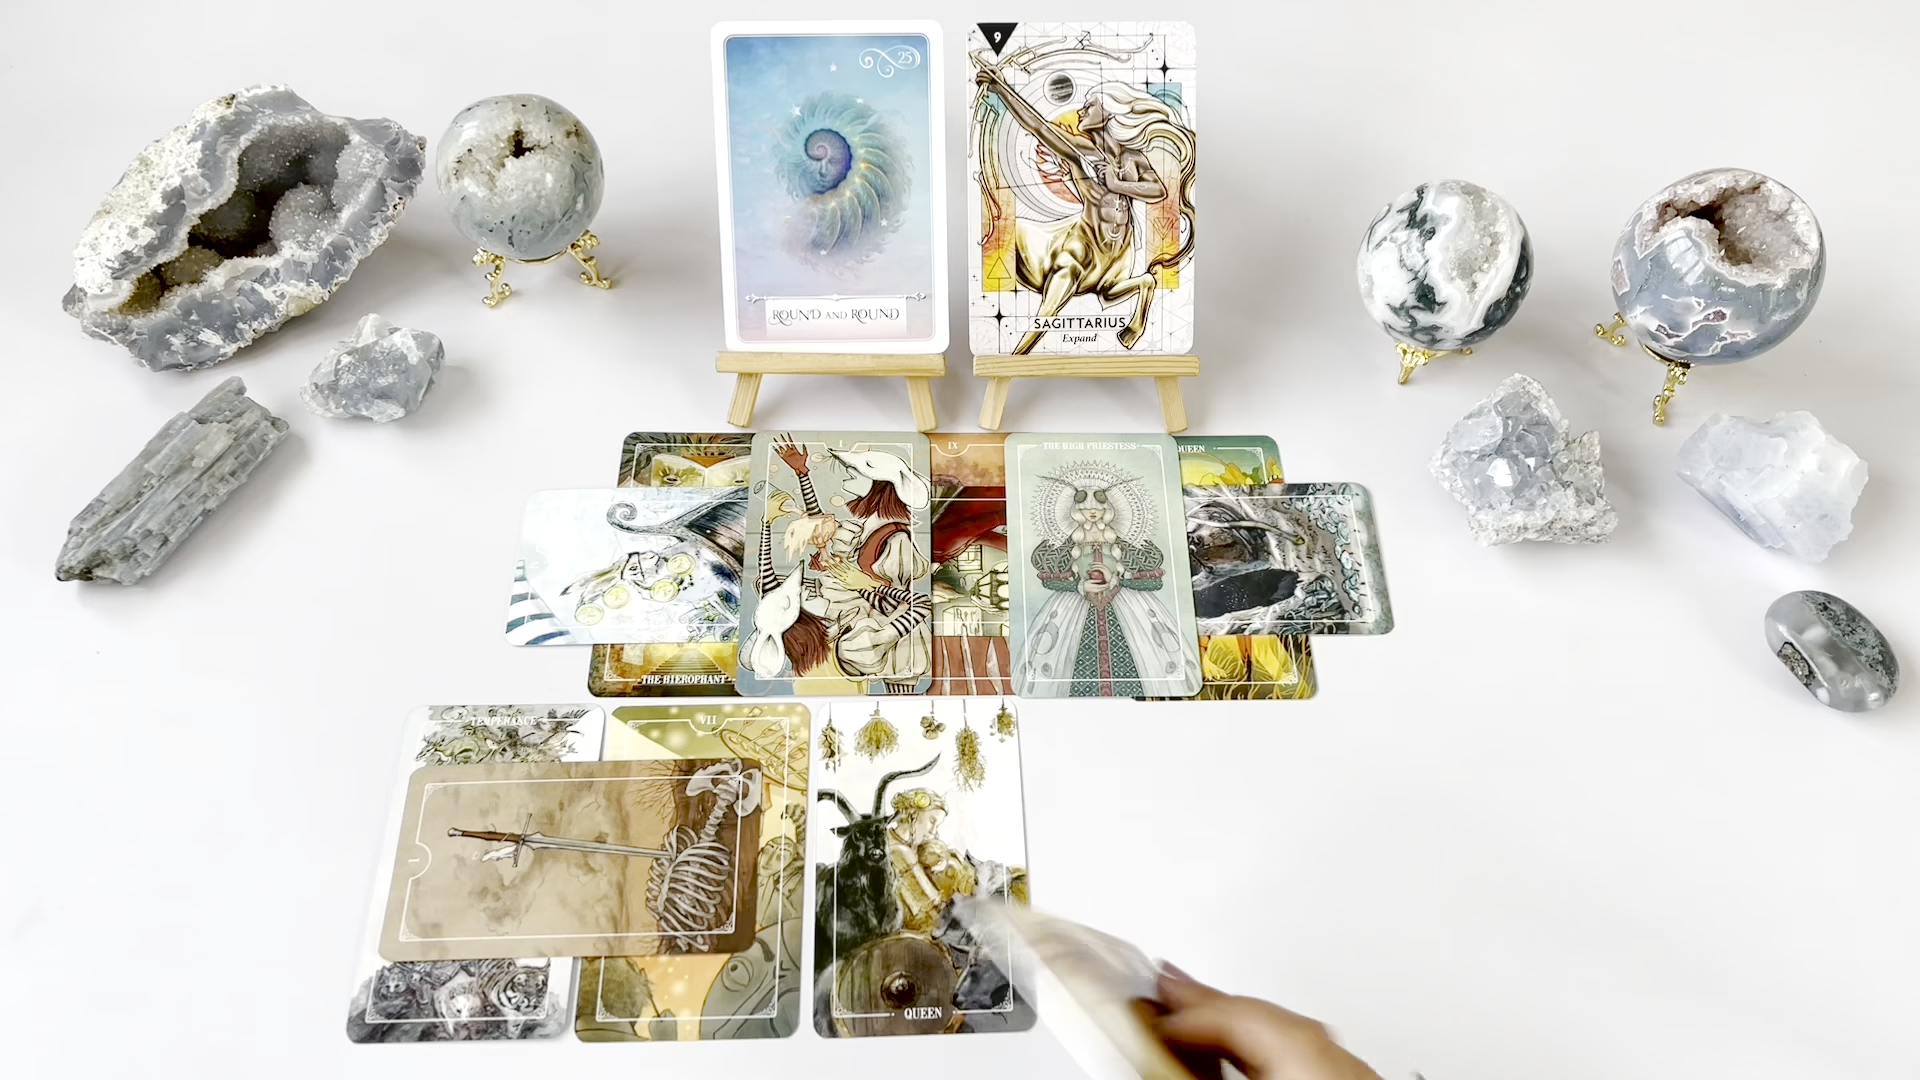 25
ROUND AND ROUND
9
SAGITTARIUS
Expand
I
IX
THE HIGH PRIESTESS
QUEEN
THE HIEROPHANT
TEMPERANCE
VII
I
QUEEN